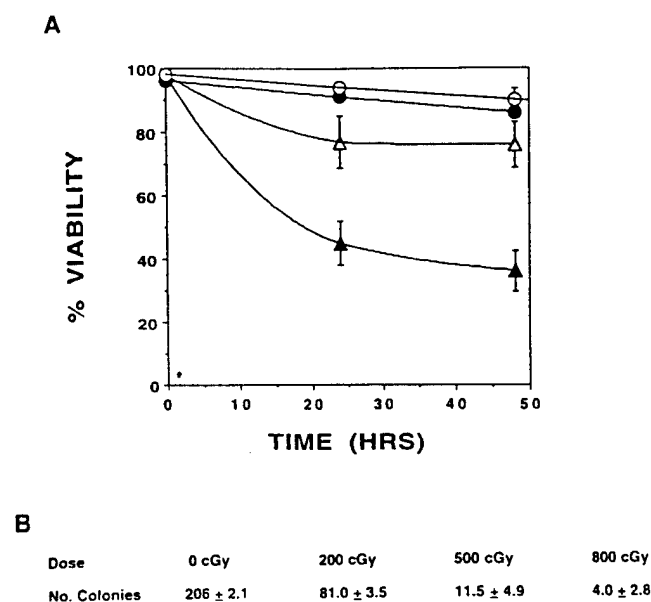 A
100
80
60
40
20
0
% VIABILITY
0 10 20 30 40 50
TIME (HRS)
B
Dose 0 cGy 200 cGy 500 cGy 800 cGy
No. Colonies 206 ± 2.1 81.0 ± 3.5 11.5 ± 4.9 4.0 ± 2.8